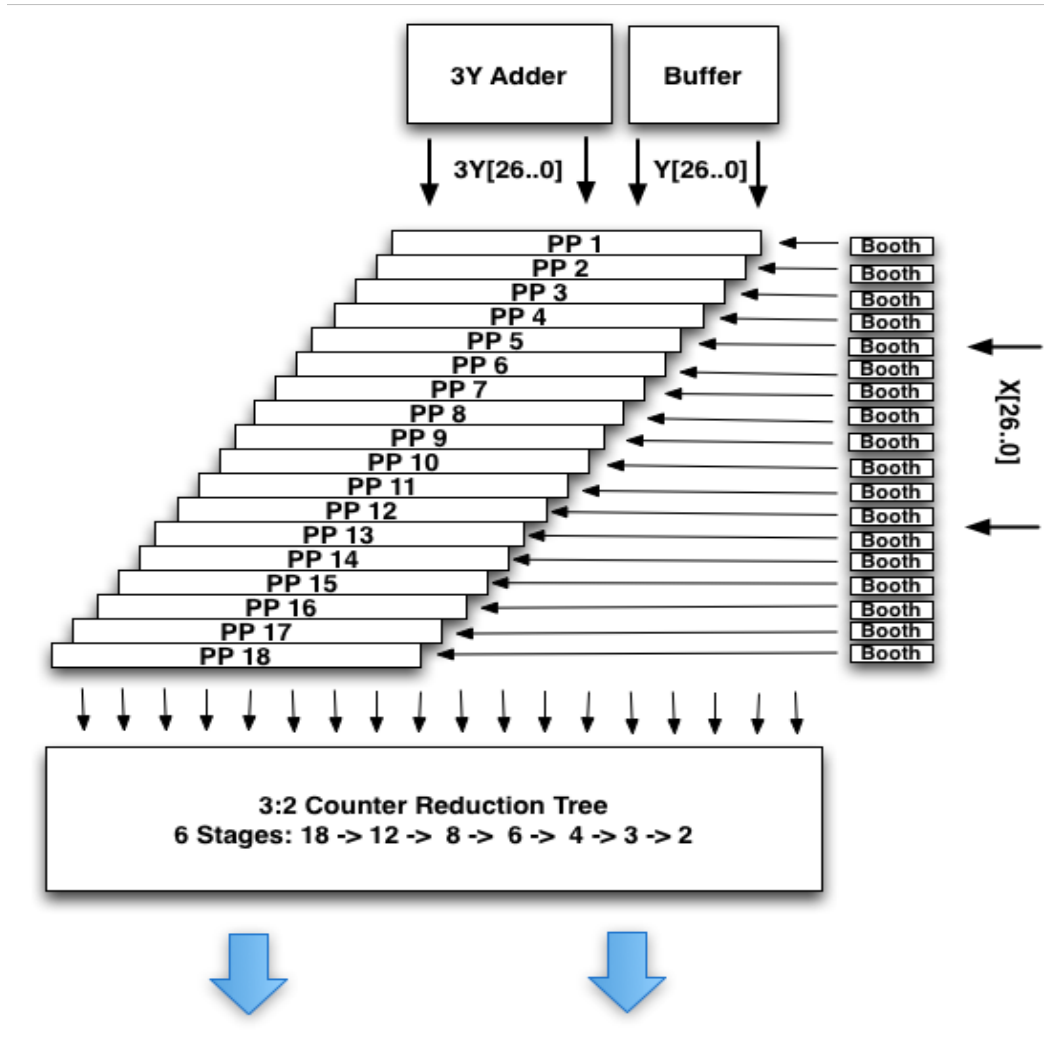 3Y Adder
Buffer
3Y[26..0]
Y[26..0]
PP 1
Booth
PP 2
Booth
PP 3
Booth
PP 4
Booth
PP 5
Booth
PP 6
Booth
PP 7
Booth
PP 8
Booth
PP 9
Booth
PP 10
Booth
PP 11
Booth
PP 12
Booth
PP 13
Booth
PP 14
Booth
PP 15
Booth
PP 16
Booth
PP 17
Booth
PP 18
Booth
X[26..0]
3:2 Counter Reduction Tree
6 Stages: 18 -> 12 -> 8 -> 6 -> 4 -> 3 -> 2